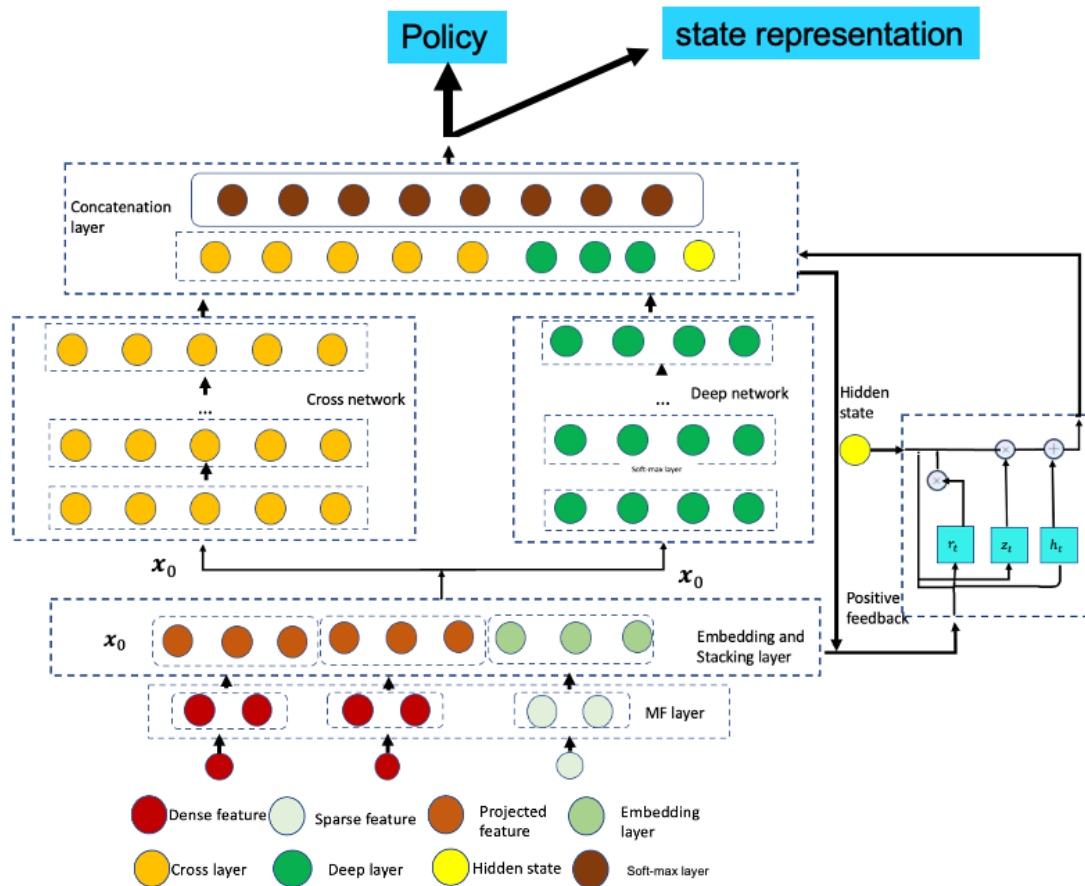 Policy
state representation
Concatenation
layer
Cross network
...
Deep network
...
Soft-max layer
Hidden
state
×
+
×
r_t
z_t
h_t
x_0
x_0
Positive
feedback
x_0
Embedding and
Stacking layer
MF layer
Dense feature
Sparse feature
Projected
feature
Embedding
layer
Cross layer
Deep layer
Hidden state
Soft-max layer